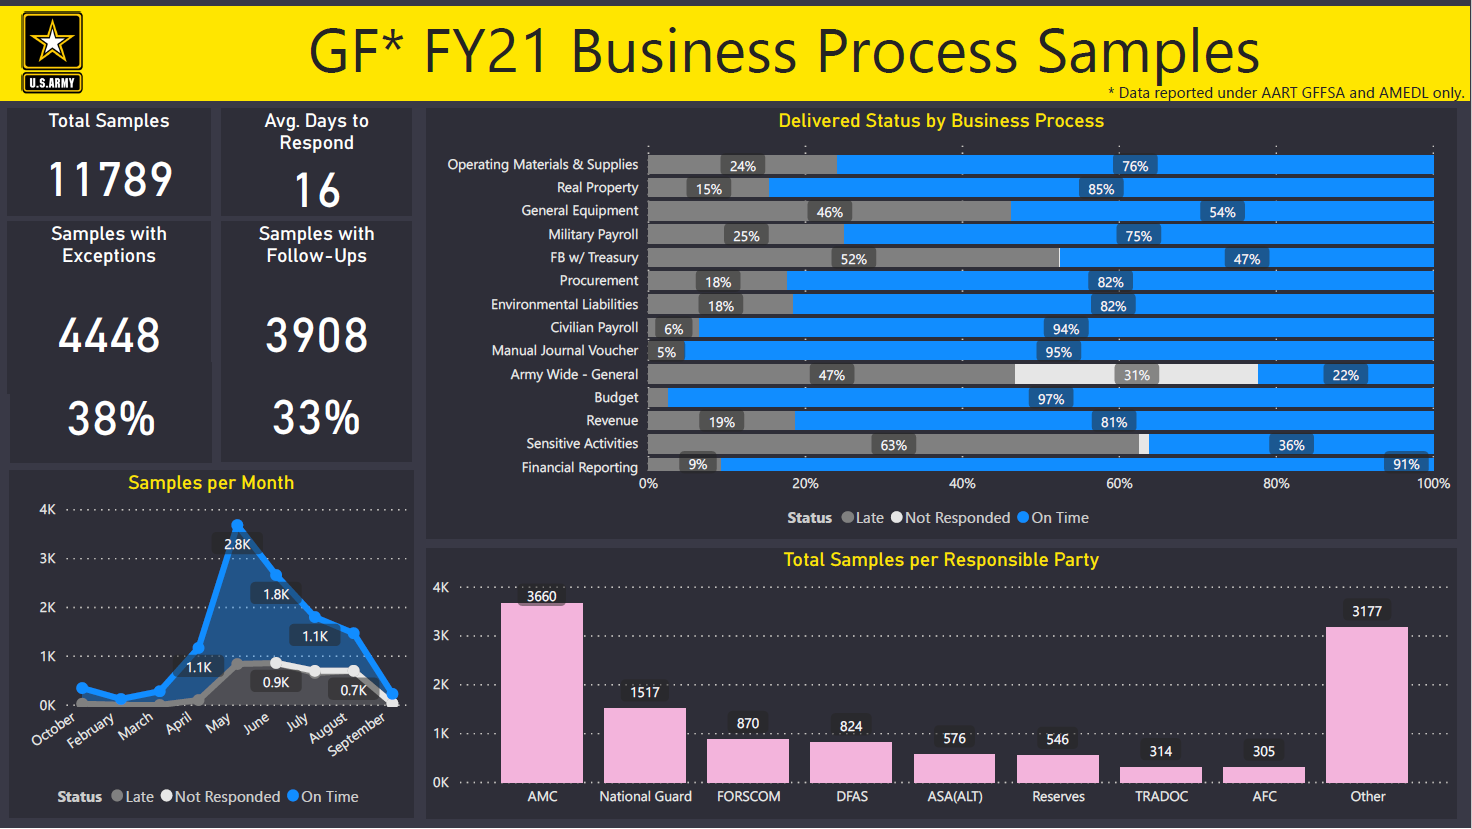 GF* FY21 Business Process Samples
U.S.ARMY
* Data reported under AART GFFSA and AMEDL only.
Total Samples
11789
Avg. Days to
Respond
16
Samples with
Exceptions
4448
38%
Samples with
Follow-Ups
3908
33%
Delivered Status by Business Process
Operating Materials & Supplies 24% 76%
Real Property 15% 85%
General Equipment 46% 54%
Military Payroll 25% 75%
FB w/ Treasury 52% 47%
Procurement 18% 82%
Environmental Liabilities 18% 82%
Civilian Payroll 6% 94%
Manual Journal Voucher 5% 95%
Army Wide - General 47% 31% 22%
Budget 97%
Revenue 19% 81%
Sensitive Activities 63% 36%
Financial Reporting 9% 91%
0% 20% 40% 60% 80% 100%
Status Late Not Responded On Time
Samples per Month
4K
3K
2K
1K
0K
2.8K
1.8K
1.1K
1.1K
0.9K
0.7K
October February March April May June July August September
Status Late Not Responded On Time
Total Samples per Responsible Party
4K
3K
2K
1K
0K
3660 1517 870 824 576 546 314 305 3177
AMC National Guard FORSCOM DFAS ASA(ALT) Reserves TRADOC AFC Other